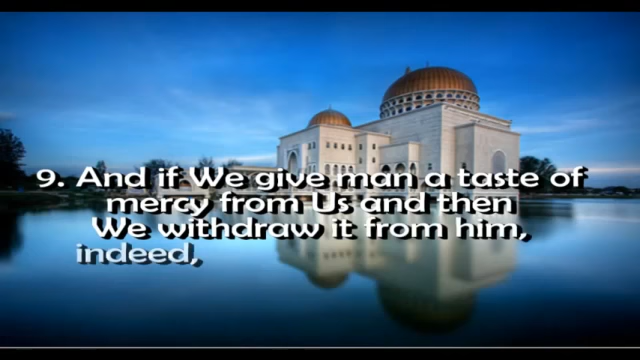 9. And if We give man a taste of
mercy from Us and then
We withdraw it from him,
indeed,